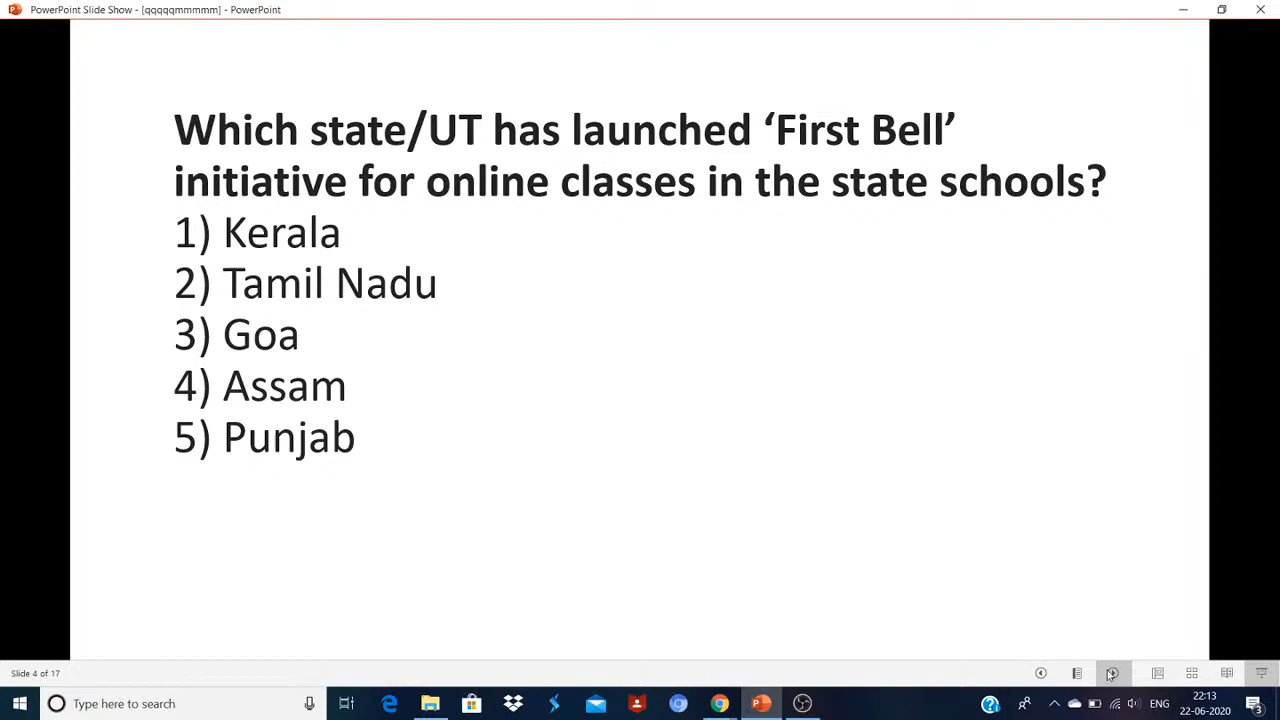 PowerPoint Slide Show - [qqqqqmmmmm] - PowerPoint
Which state/UT has launched ‘First Bell’
initiative for online classes in the state schools?
1) Kerala
2) Tamil Nadu
3) Goa
4) Assam
5) Punjab
Slide 4 of 17
Type here to search
ENG
22:13
22-06-2020
3